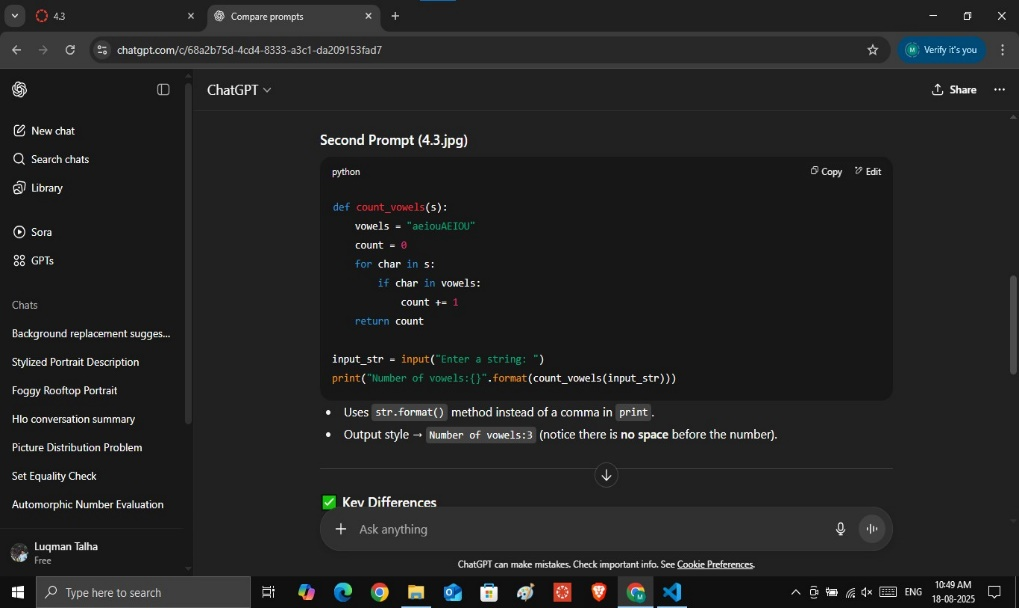 4.3
Compare prompts
chatgpt.com/c/68a2b75d-4cd4-8333-a3c1-da209153fad7
M Verify it's you
ChatGPT
Share
New chat
Search chats
Library
Sora
GPTs
Chats
Background replacement sugges...
Stylized Portrait Description
Foggy Rooftop Portrait
Hlo conversation summary
Picture Distribution Problem
Set Equality Check
Automorphic Number Evaluation
Luqman Talha
Free
Second Prompt (4.3.jpg)
python
Copy Edit
def count_vowels(s):
vowels = "aeiouAEIOU"
count = 0
for char in s:
if char in vowels:
count += 1
return count
input_str = input("Enter a string: ")
print("Number of vowels:{}".format(count_vowels(input_str)))
• Uses str.format() method instead of a comma in print.
• Output style → Number of vowels:3 (notice there is no space before the number).
✅ Key Differences
Ask anything
ChatGPT can make mistakes. Check important info. See Cookie Preferences.
Type here to search
ENG
10:49 AM
18-08-2025